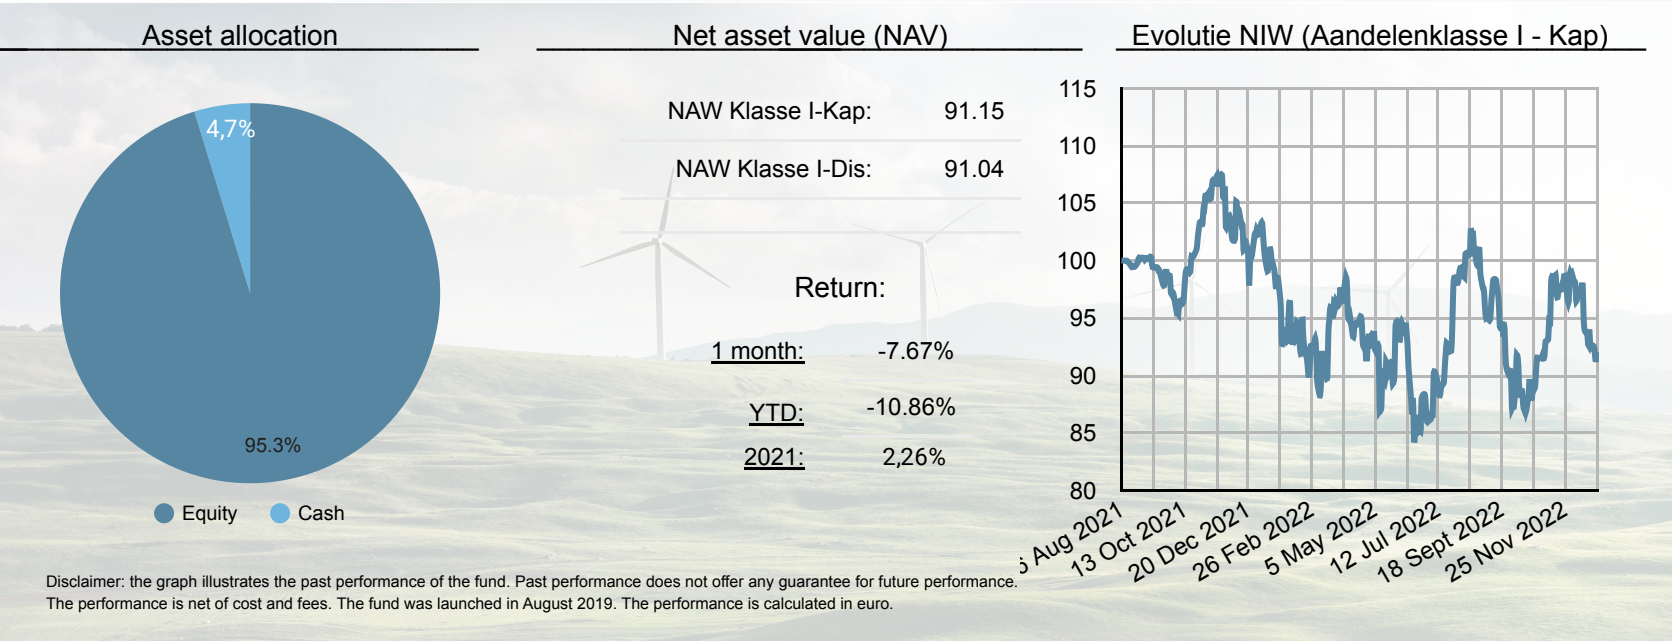 Asset allocation
4,7%
95.3%
Equity
Cash
Net asset value (NAV)
NAW Klasse I-Kap: 91.15
NAW Klasse I-Dis: 91.04
Return:
1 month: -7.67%
YTD: -10.86%
2021: 2,26%
Evolutie NIW (Aandelenklasse I - Kap)
115
110
105
100
95
90
85
80
Aug 2021
13 Oct 2021
20 Dec 2021
26 Feb 2022
5 May 2022
12 Jul 2022
18 Sept 2022
25 Nov 2022
Disclaimer: the graph illustrates the past performance of the fund. Past performance does not offer any guarantee for future performance.
The performance is net of cost and fees. The fund was launched in August 2019. The performance is calculated in euro.